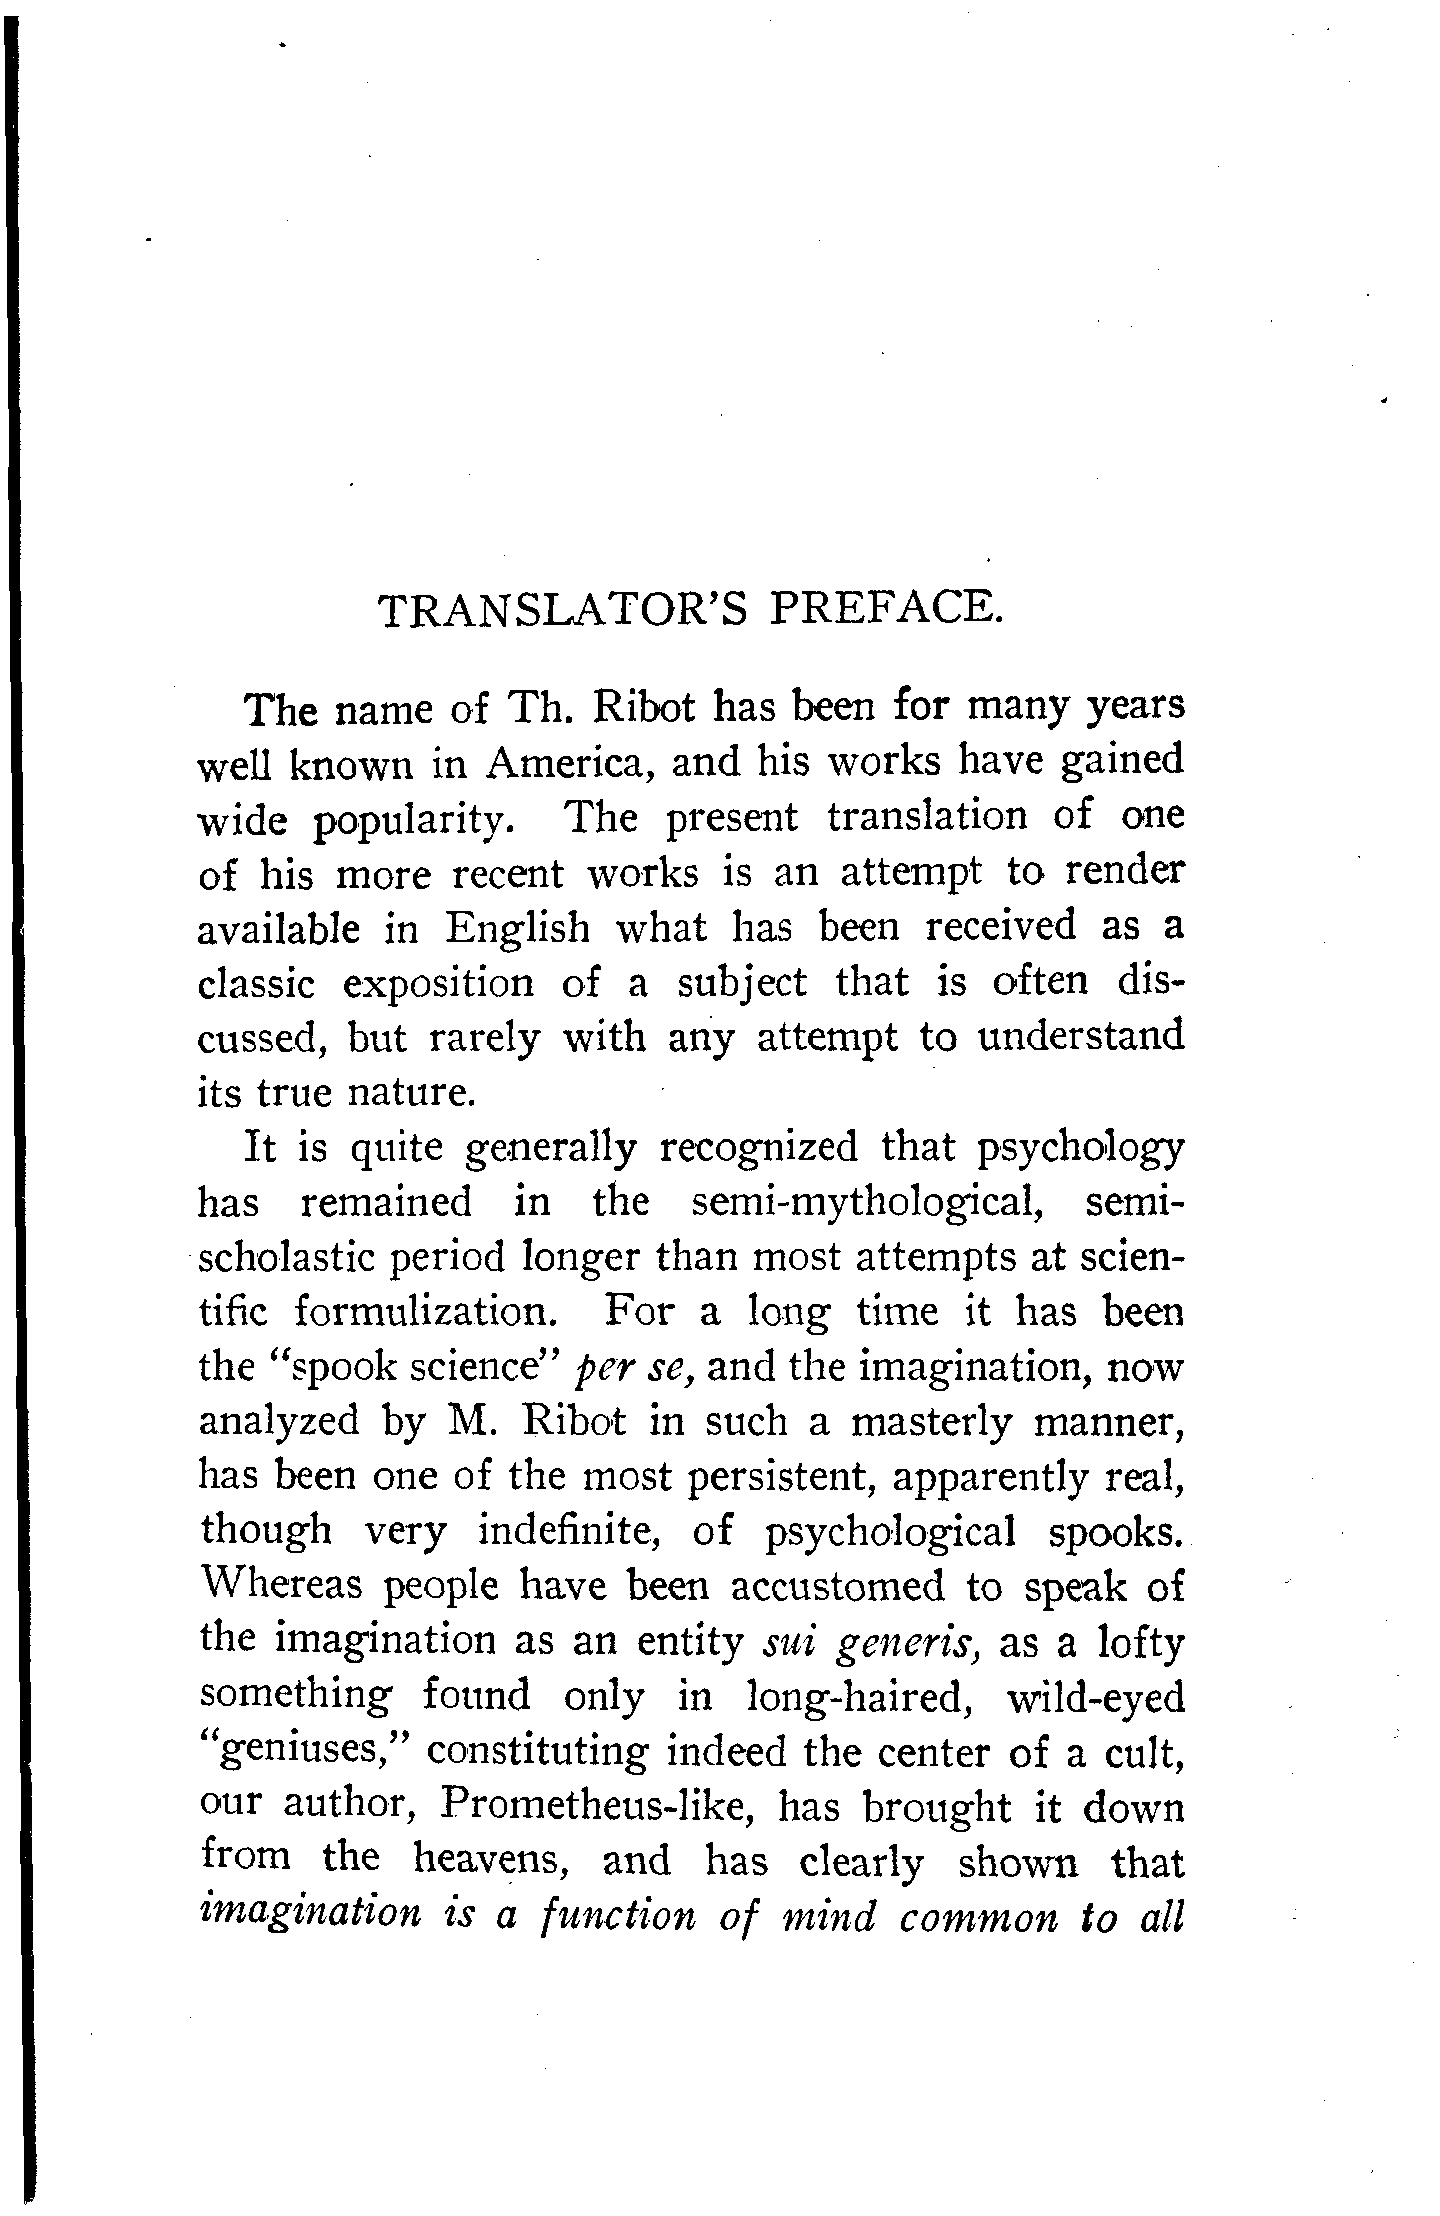 TRANSLATOR'S PREFACE.
The name of Th. Ribot has been for many years
well known in America, and his works have gained
wide popularity. The present translation of one
of his more recent works is an attempt to render
available in English what has been received as a
classic exposition of a subject that is often dis-
cussed, but rarely with any attempt to understand
its true nature.
It is quite generally recognized that psychology
has remained in the semi-mythological, semi-
scholastic period longer than most attempts at scien-
tific formulization. For a long time it has been
the "spook science" per se, and the imagination, now
analyzed by M. Ribot in such a masterly manner,
has been one of the most persistent, apparently real,
though very indefinite, of psychological spooks.
Whereas people have been accustomed to speak of
the imagination as an entity sui generis, as a lofty
something found only in long-haired, wild-eyed
"geniuses," constituting indeed the center of a cult,
our author, Prometheus-like, has brought it down
from the heavens, and has clearly shown that
imagination is a function of mind common to all